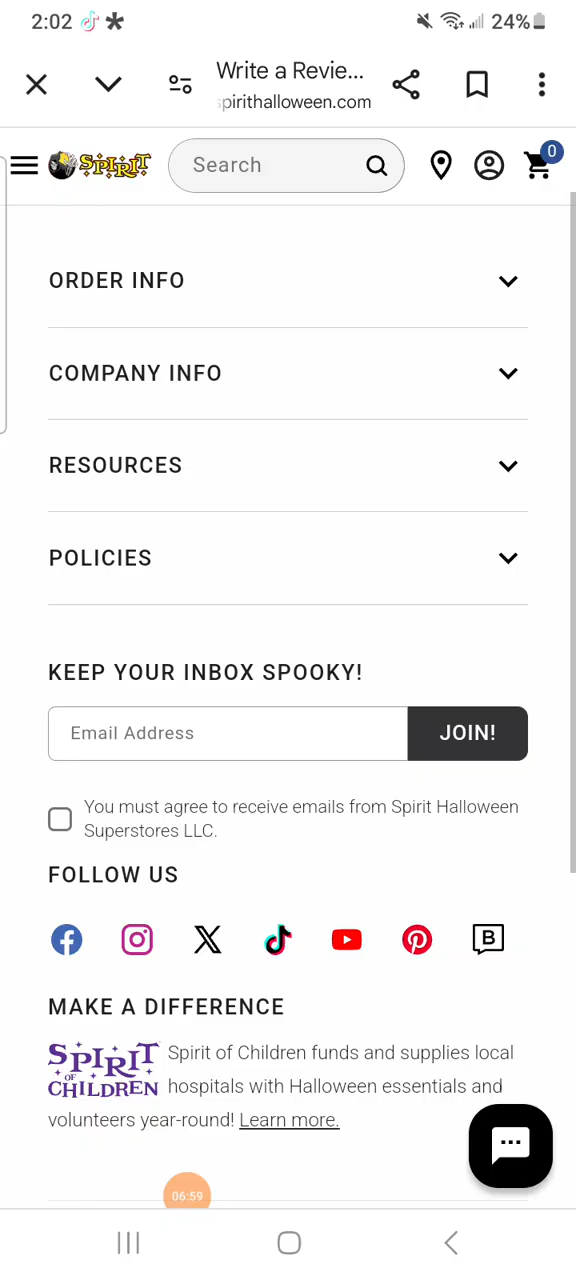 2:02
24%
Write a Revie...
pirithalloween.com
SPIRIT
Search
0
ORDER INFO
COMPANY INFO
RESOURCES
POLICIES
KEEP YOUR INBOX SPOOKY!
Email Address
JOIN!
You must agree to receive emails from Spirit Halloween
Superstores LLC.
FOLLOW US
B
MAKE A DIFFERENCE
SPIRIT OF CHILDREN
Spirit of Children funds and supplies local
hospitals with Halloween essentials and
volunteers year-round! Learn more.
06:59